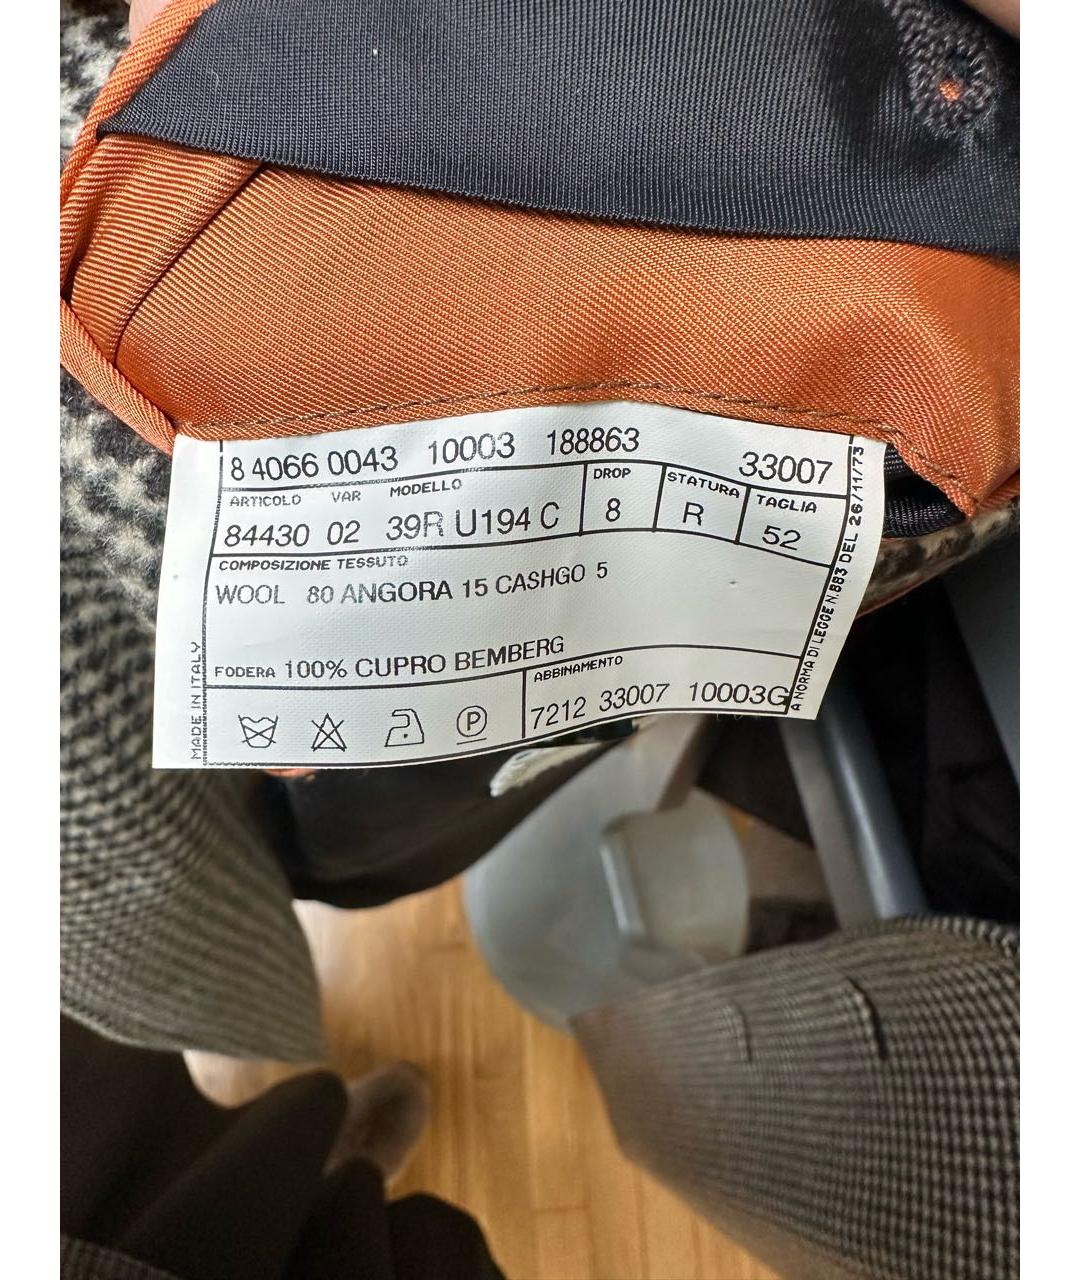 8 4066 0043 10003 188863 33007
ARTICOLO VAR MODELLO DROP STATURA TAGLIA
84430 02 39R U194 C 8 R 52
COMPOSIZIONE TESSUTO
WOOL 80 ANGORA 15 CASHGO 5
FODERA 100% CUPRO BEMBERG
ABBINAMENTO
7212 33007 10003G
P
MADE IN ITALY
A NORMA DI LEGGE N.883 DEL 26/11/73